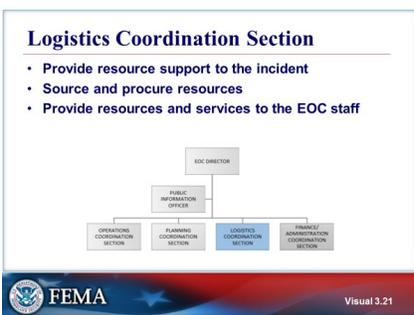 Logistics Coordination Section
• Provide resource support to the incident
• Source and procure resources
• Provide resources and services to the EOC staff
EOC DIRECTOR
PUBLIC
INFORMATION
OFFICER
OPERATIONS
COORDINATION
SECTION
PLANNING
COORDINATION
SECTION
LOGISTICS
COORDINATION
SECTION
FINANCE/
ADMINISTRATION
COORDINATION
SECTION
FEMA
Visual 3.21